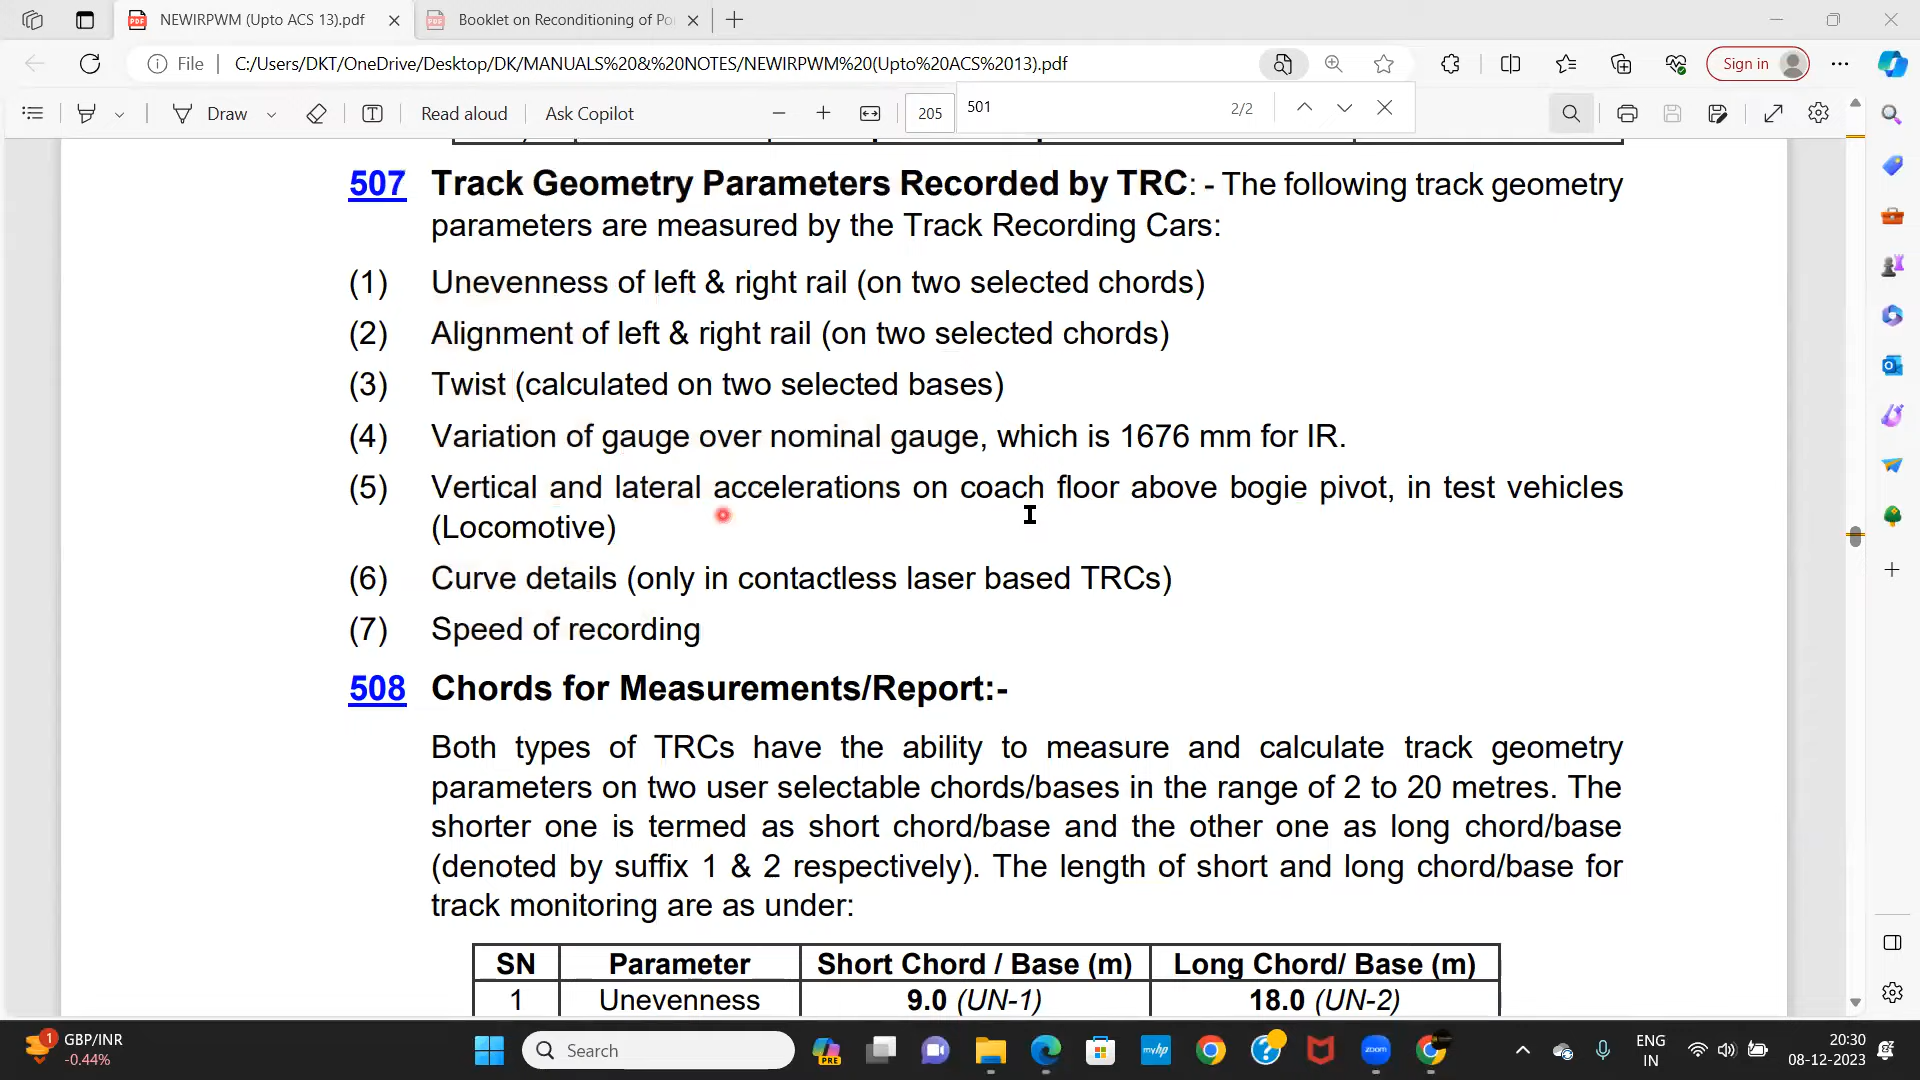 NEWIRPWM (Upto ACS 13).pdf
Booklet on Reconditioning of Po
File
C:/Users/DKT/OneDrive/Desktop/DK/MANUALS%20&%20NOTES/NEWIRPWM%20(Upto%20ACS%2013).pdf
Sign in
Draw
Read aloud
Ask Copilot
205
501
2/2
507 Track Geometry Parameters Recorded by TRC: - The following track geometry
parameters are measured by the Track Recording Cars:
(1) Unevenness of left & right rail (on two selected chords)
(2) Alignment of left & right rail (on two selected chords)
(3) Twist (calculated on two selected bases)
(4) Variation of gauge over nominal gauge, which is 1676 mm for IR.
(5) Vertical and lateral accelerations on coach floor above bogie pivot, in test vehicles
(Locomotive)
(6) Curve details (only in contactless laser based TRCs)
(7) Speed of recording
508 Chords for Measurements/Report:-
Both types of TRCs have the ability to measure and calculate track geometry
parameters on two user selectable chords/bases in the range of 2 to 20 metres. The
shorter one is termed as short chord/base and the other one as long chord/base
(denoted by suffix 1 & 2 respectively). The length of short and long chord/base for
track monitoring are as under:
SN Parameter Short Chord / Base (m) Long Chord/ Base (m)
1 Unevenness 9.0 (UN-1) 18.0 (UN-2)
1
GBP/INR
-0.44%
Search
PRE
myhp
zoom
ENG
IN
20:30
08-12-2023